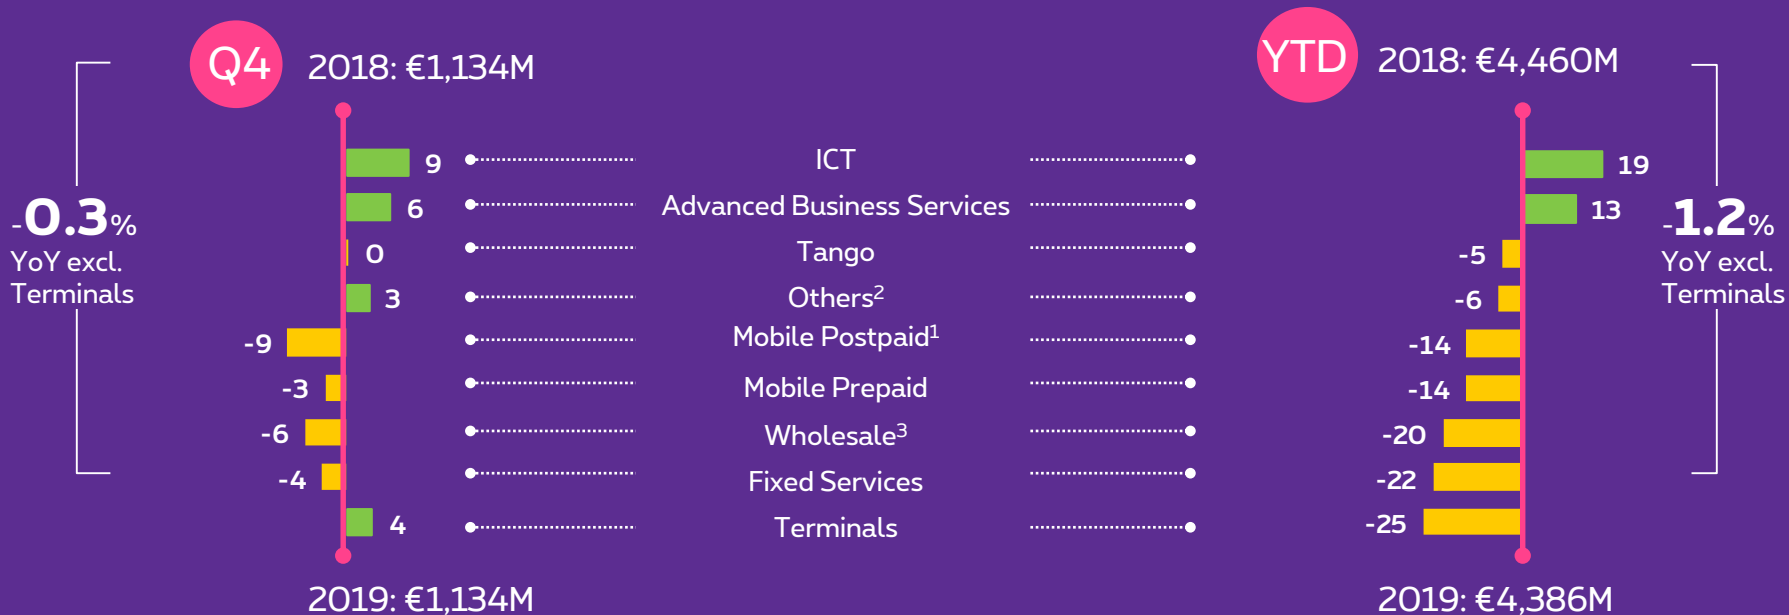 Q4
2018: €1,134M
YTD
2018: €4,460M
-0.3%
YoY excl.
Terminals
9 ICT 19
6 Advanced Business Services 13
0 Tango -5
3 Others² -6
-9 Mobile Postpaid¹ -14
-3 Mobile Prepaid -14
-6 Wholesale³ -20
-4 Fixed Services -22
4 Terminals -25
-1.2%
YoY excl.
Terminals
2019: €1,134M
2019: €4,386M